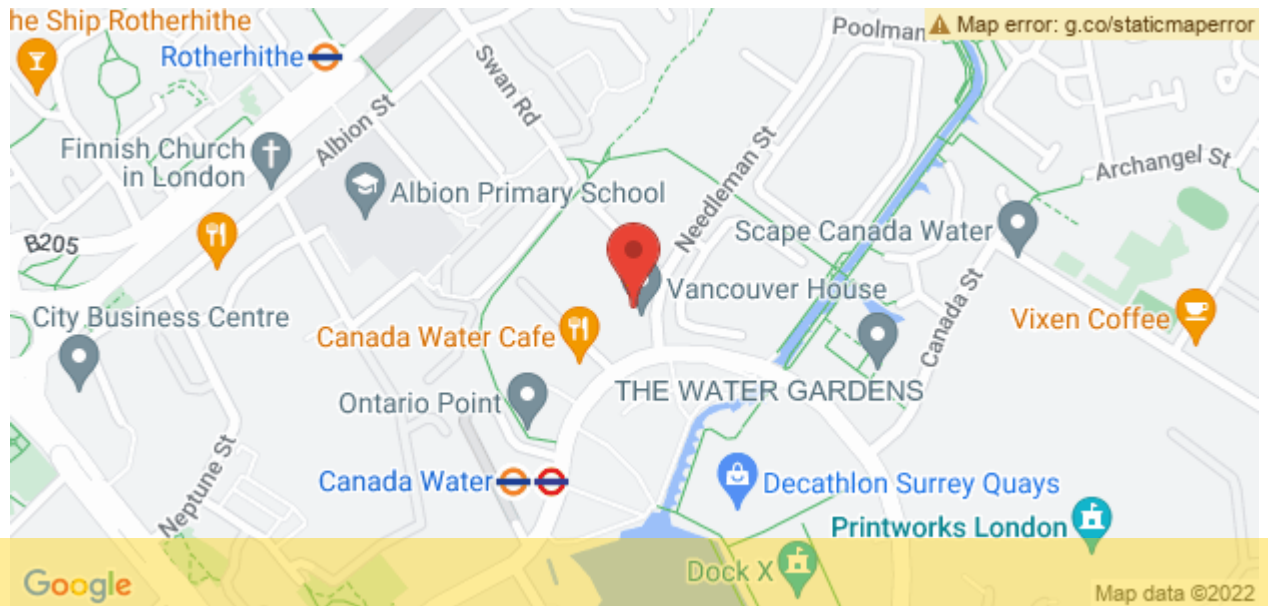 he Ship Rotherhithe
Rotherhithe
Poolman
Map error: g.co/staticmaperror
Swan Rd
Albion St
Finnish Church
in London
Albion Primary School
Needleman St
Archangel St
B205
Scape Canada Water
Vancouver House
City Business Centre
Canada Water Cafe
Vixen Coffee
Canada St
THE WATER GARDENS
Ontario Point
Neptune St
Canada Water
Decathlon Surrey Quays
Printworks London
Dock X
Google
Map data ©2022